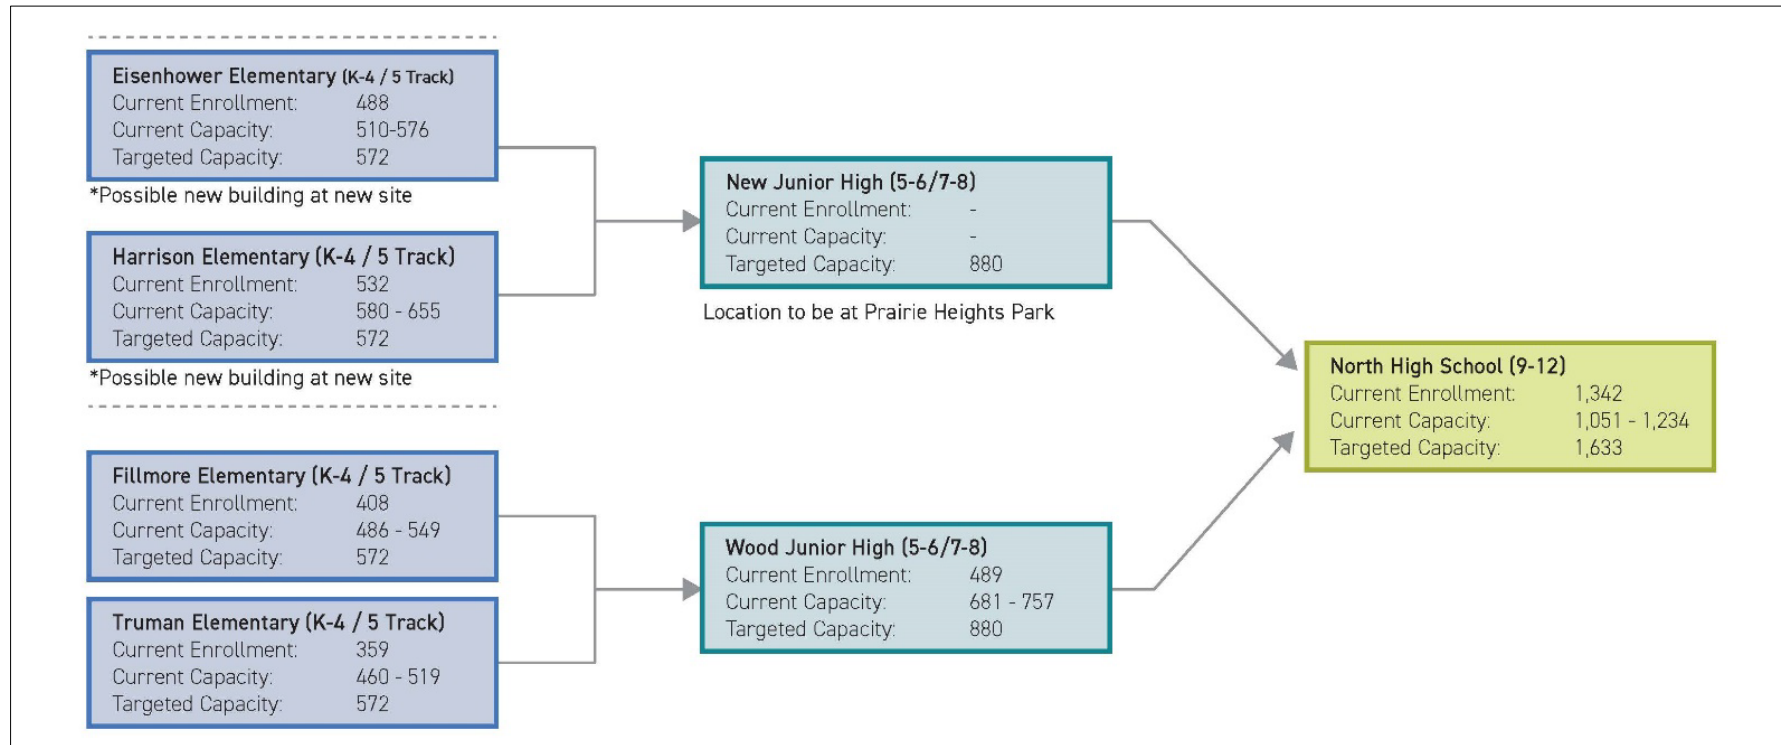 Eisenhower Elementary (K-4 / 5 Track)
Current Enrollment: 488
Current Capacity: 510-576
Targeted Capacity: 572
*Possible new building at new site
Harrison Elementary (K-4 / 5 Track)
Current Enrollment: 532
Current Capacity: 580 - 655
Targeted Capacity: 572
*Possible new building at new site
Fillmore Elementary (K-4 / 5 Track)
Current Enrollment: 408
Current Capacity: 486 - 549
Targeted Capacity: 572
Truman Elementary (K-4 / 5 Track)
Current Enrollment: 359
Current Capacity: 460 - 519
Targeted Capacity: 572
New Junior High (5-6/7-8)
Current Enrollment: -
Current Capacity: -
Targeted Capacity: 880
Location to be at Prairie Heights Park
Wood Junior High (5-6/7-8)
Current Enrollment: 489
Current Capacity: 681 - 757
Targeted Capacity: 880
North High School (9-12)
Current Enrollment: 1,342
Current Capacity: 1,051 - 1,234
Targeted Capacity: 1,633